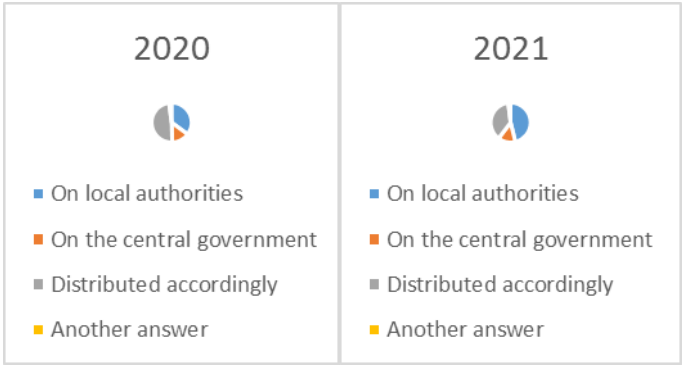 2020
On local authorities
On the central government
Distributed accordingly
Another answer
2021
On local authorities
On the central government
Distributed accordingly
Another answer